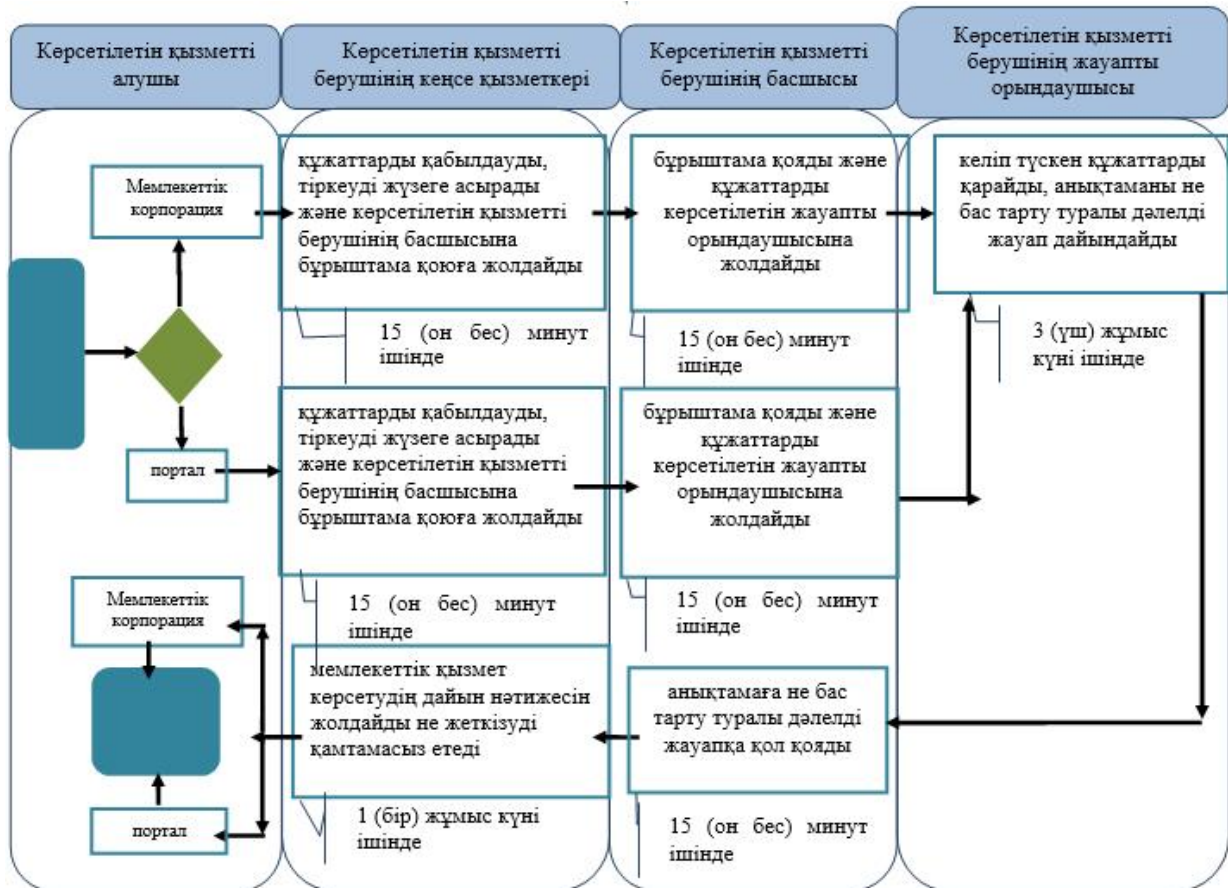 Көрсетілетін қызметті
алушы
Көрсетілетін қызметті
берушінің кеңсе қызметкері
Көрсетілетін қызметті
берушінің басшысы
Көрсетілетін қызметті
берушінің жауапты
орындаушысы
Мемлекеттік
корпорация
құжаттарды қабылдауды,
тіркеуді жүзеге асырады
және көрсетілетін қызметті
берушінің басшысына
бұрыштама қоюға жолдайды
бұрыштама қояды және
құжаттарды
көрсетілетін жауапты
орындаушысына
жолдайды
келіп түскен құжаттарды
қарайды, анықтаманы не
бас тарту туралы дәлелді
жауап дайындайды
15 (он бес) минут
ішінде
15 (он бес) минут
ішінде
3 (үш) жұмыс
күні ішінде
портал
құжаттарды қабылдауды,
тіркеуді жүзеге асырады
және көрсетілетін қызметті
берушінің басшысына
бұрыштама қоюға жолдайды
бұрыштама қояды және
құжаттарды
көрсетілетін жауапты
орындаушысына
жолдайды
15 (он бес) минут
ішінде
15 (он бес) минут
ішінде
Мемлекеттік
корпорация
мемлекеттік қызмет
көрсетудің дайын нәтижесін
жолдайды не жеткізуді
қамтамасыз етеді
анықтамаға не бас
тарту туралы дәлелді
жауапқа қол қояды
портал
1 (бір) жұмыс күні
ішінде
15 (он бес) минут
ішінде